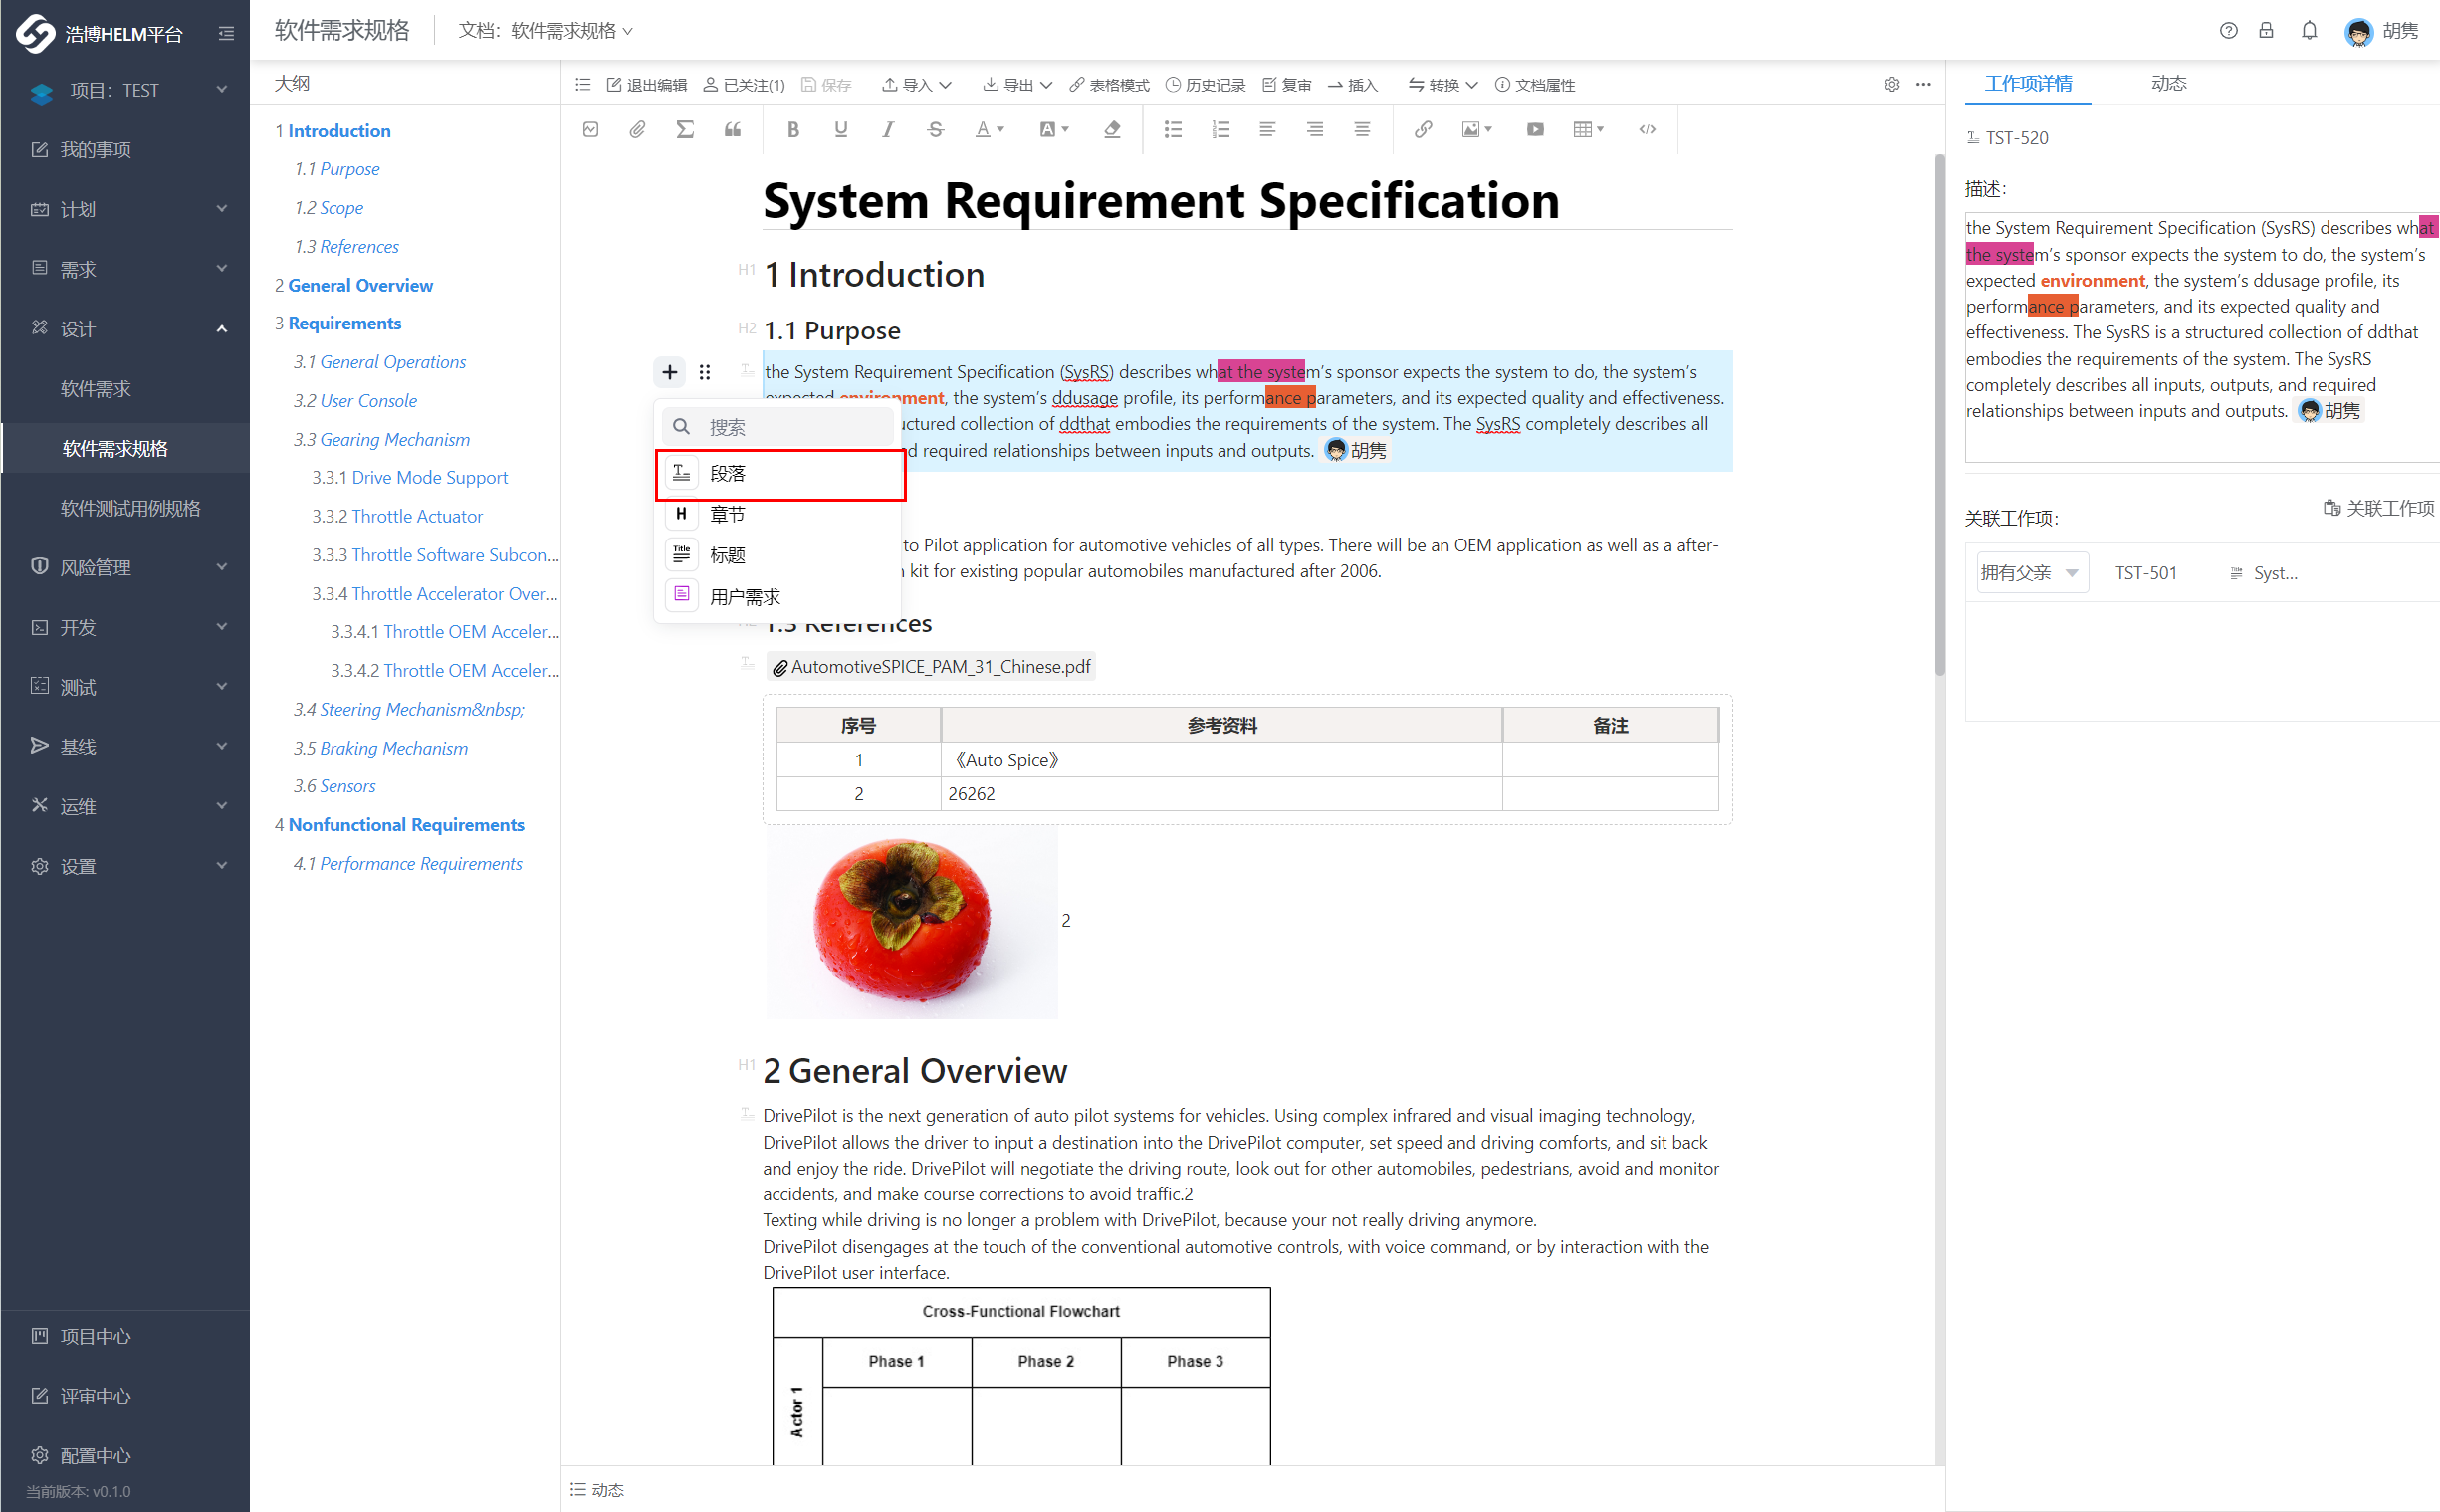 浩博HELM平台
项目：TEST
我的事项
计划
需求
设计
软件需求
软件需求规格
软件测试用例规格
风险管理
开发
测试
基线
运维
设置
项目中心
评审中心
配置中心
当前版本: v0.1.0
软件需求规格
文档：软件需求规格
胡隽
大纲
1 Introduction
1.1 Purpose
1.2 Scope
1.3 References
2 General Overview
3 Requirements
3.1 General Operations
3.2 User Console
3.3 Gearing Mechanism
3.3.1 Drive Mode Support
3.3.2 Throttle Actuator
3.3.3 Throttle Software Subcon...
3.3.4 Throttle Accelerator Over...
3.3.4.1 Throttle OEM Acceler...
3.3.4.2 Throttle OEM Acceler...
3.4 Steering Mechanism&nbsp;
3.5 Braking Mechanism
3.6 Sensors
4 Nonfunctional Requirements
4.1 Performance Requirements
退出编辑 已关注(1) 保存 导入 导出 表格模式 历史记录 复审 插入 转换 文档属性
System Requirement Specification
H1 1 Introduction
H2 1.1 Purpose
the System Requirement Specification (SysRS) describes what the system’s sponsor expects the system to do, the system’s
expected environment, the system’s ddusage profile, its performance parameters, and its expected quality and effectiveness.
uctured collection of ddthat embodies the requirements of the system. The SysRS completely describes all
d required relationships between inputs and outputs. 胡隽
搜索
段落
H 章节
Title 标题
用户需求
to Pilot application for automotive vehicles of all types. There will be an OEM application as well as a after-
kit for existing popular automobiles manufactured after 2006.
1.3 References
AutomotiveSPICE_PAM_31_Chinese.pdf
序号 参考资料 备注
1 《Auto Spice》
2 26262
2
H1 2 General Overview
DrivePilot is the next generation of auto pilot systems for vehicles. Using complex infrared and visual imaging technology,
DrivePilot allows the driver to input a destination into the DrivePilot computer, set speed and driving comforts, and sit back
and enjoy the ride. DrivePilot will negotiate the driving route, look out for other automobiles, pedestrians, avoid and monitor
accidents, and make course corrections to avoid traffic.2
Texting while driving is no longer a problem with DrivePilot, because your not really driving anymore.
DrivePilot disengages at the touch of the conventional automotive controls, with voice command, or by interaction with the
DrivePilot user interface.
Cross-Functional Flowchart
Phase 1 Phase 2 Phase 3
Actor 1
动态
工作项详情 动态
TST-520
描述：
the System Requirement Specification (SysRS) describes what
the system’s sponsor expects the system to do, the system’s
expected environment, the system’s ddusage profile, its
performance parameters, and its expected quality and
effectiveness. The SysRS is a structured collection of ddthat
embodies the requirements of the system. The SysRS
completely describes all inputs, outputs, and required
relationships between inputs and outputs. 胡隽
关联工作项
关联工作项：
拥有父亲 TST-501 Title Syst...